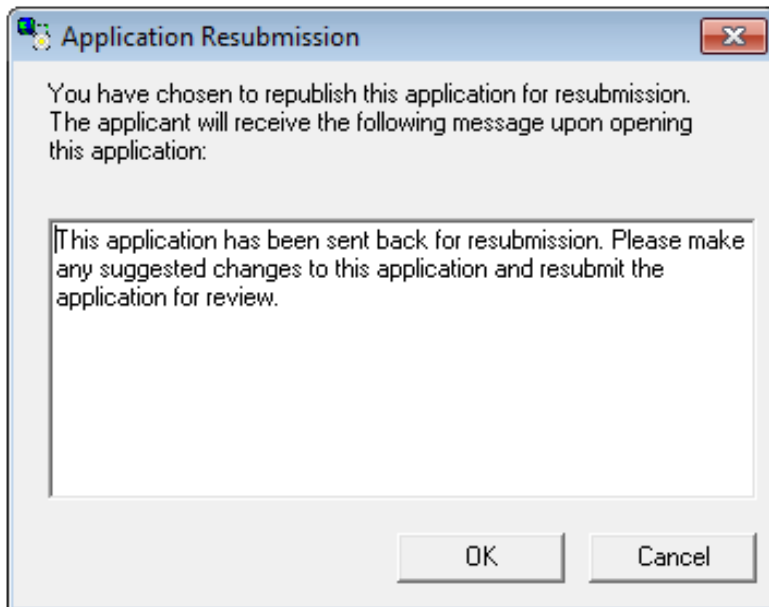 Application Resubmission
You have chosen to republish this application for resubmission.
The applicant will receive the following message upon opening
this application:
This application has been sent back for resubmission. Please make
any suggested changes to this application and resubmit the
application for review.
OK
Cancel